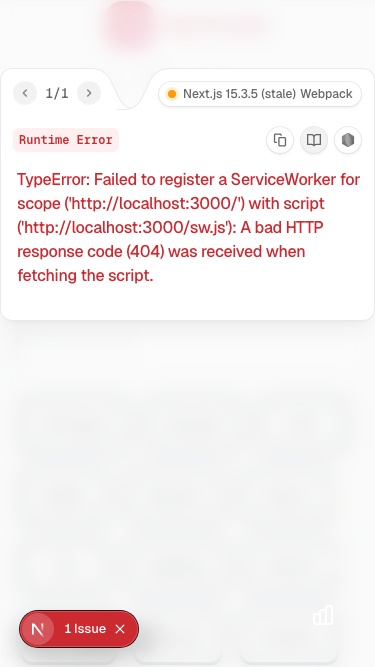 1/1
Next.js 15.3.5 (stale) Webpack
Runtime Error
TypeError: Failed to register a ServiceWorker for
scope ('http://localhost:3000/') with script
('http://localhost:3000/sw.js'): A bad HTTP
response code (404) was received when
fetching the script.
N
1 Issue